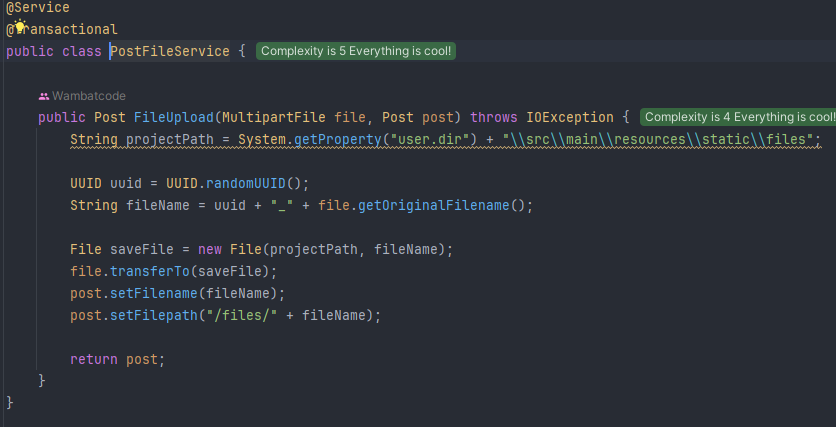 @Service
@Transactional
public class PostFileService { Complexity is 5 Everything is cool!
Wambatcode
public Post FileUpload(MultipartFile file, Post post) throws IOException { Complexity is 4 Everything is cool!
String projectPath = System.getProperty("user.dir") + "\\src\\main\\resources\\static\\files";
UUID uuid = UUID.randomUUID();
String fileName = uuid + "_" + file.getOriginalFilename();
File saveFile = new File(projectPath, fileName);
file.transferTo(saveFile);
post.setFilename(fileName);
post.setFilepath("/files/" + fileName);
return post;
}
}